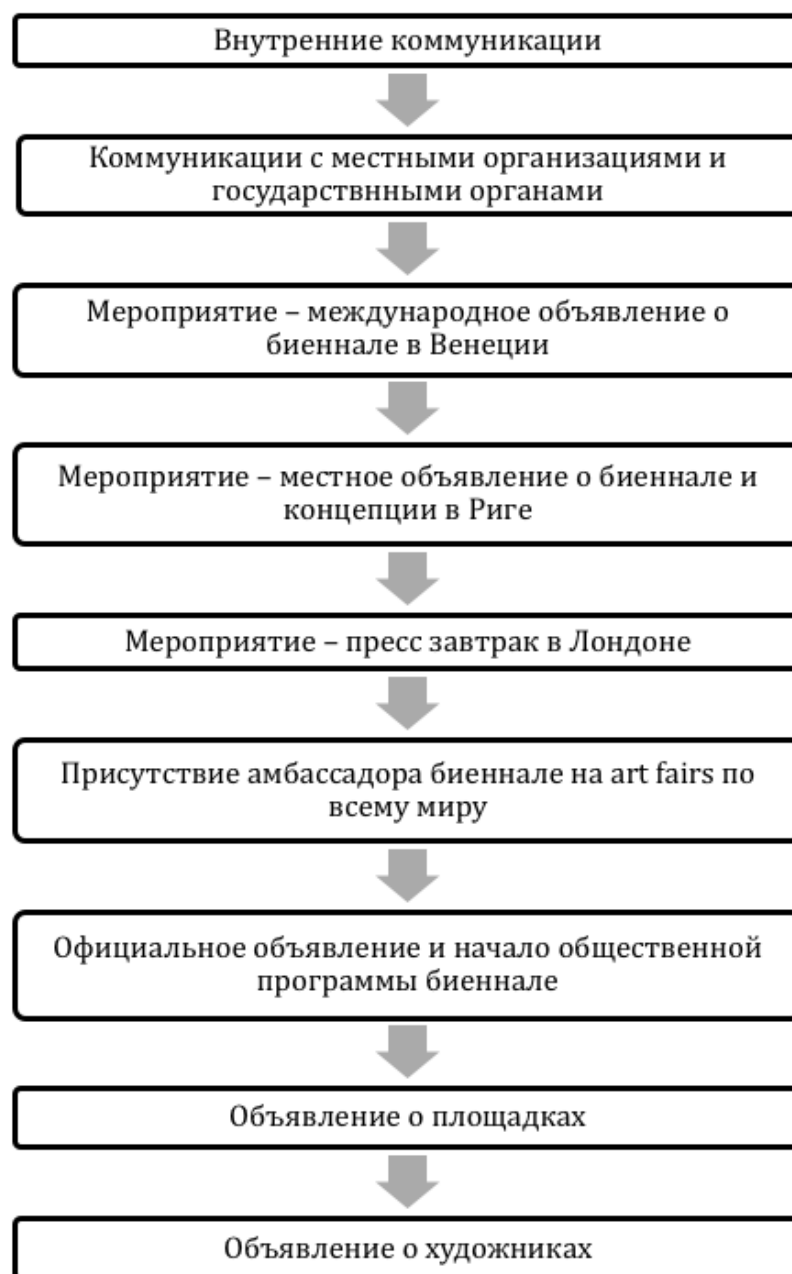 Внутренние коммуникации
Коммуникации с местными организациями и
государствнными органами
Мероприятие – международное объявление о
биеннале в Венеции
Мероприятие – местное объявление о биеннале и
концепции в Риге
Мероприятие – пресс завтрак в Лондоне
Присутствие амбассадора биеннале на art fairs по
всему миру
Официальное объявление и начало общественной
программы биеннале
Объявление о площадках
Объявление о художниках